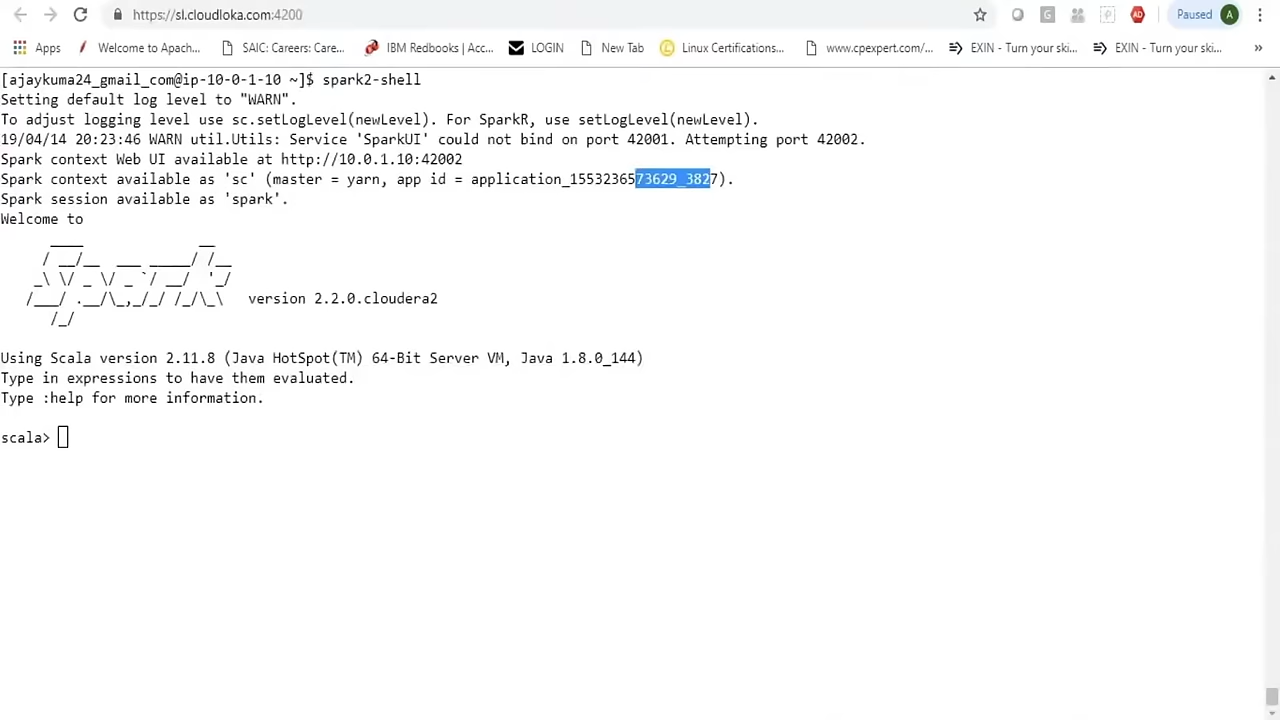 https://sl.cloudloka.com:4200
Paused A
Apps Welcome to Apach... SAIC: Careers: Care... IBM Redbooks | Acc... LOGIN New Tab Linux Certifications... www.cpexpert.com/... EXIN - Turn your ski... EXIN - Turn your ski... »
[ajaykuma24_gmail_com@ip-10-0-1-10 ~]$ spark2-shell
Setting default log level to "WARN".
To adjust logging level use sc.setLogLevel(newLevel). For SparkR, use setLogLevel(newLevel).
19/04/14 20:23:46 WARN util.Utils: Service 'SparkUI' could not bind on port 42001. Attempting port 42002.
Spark context Web UI available at http://10.0.1.10:42002
Spark context available as 'sc' (master = yarn, app id = application_1553236573629_3827).
Spark session available as 'spark'.
Welcome to
Spark version 2.2.0.cloudera2
Using Scala version 2.11.8 (Java HotSpot(TM) 64-Bit Server VM, Java 1.8.0_144)
Type in expressions to have them evaluated.
Type :help for more information.
scala>